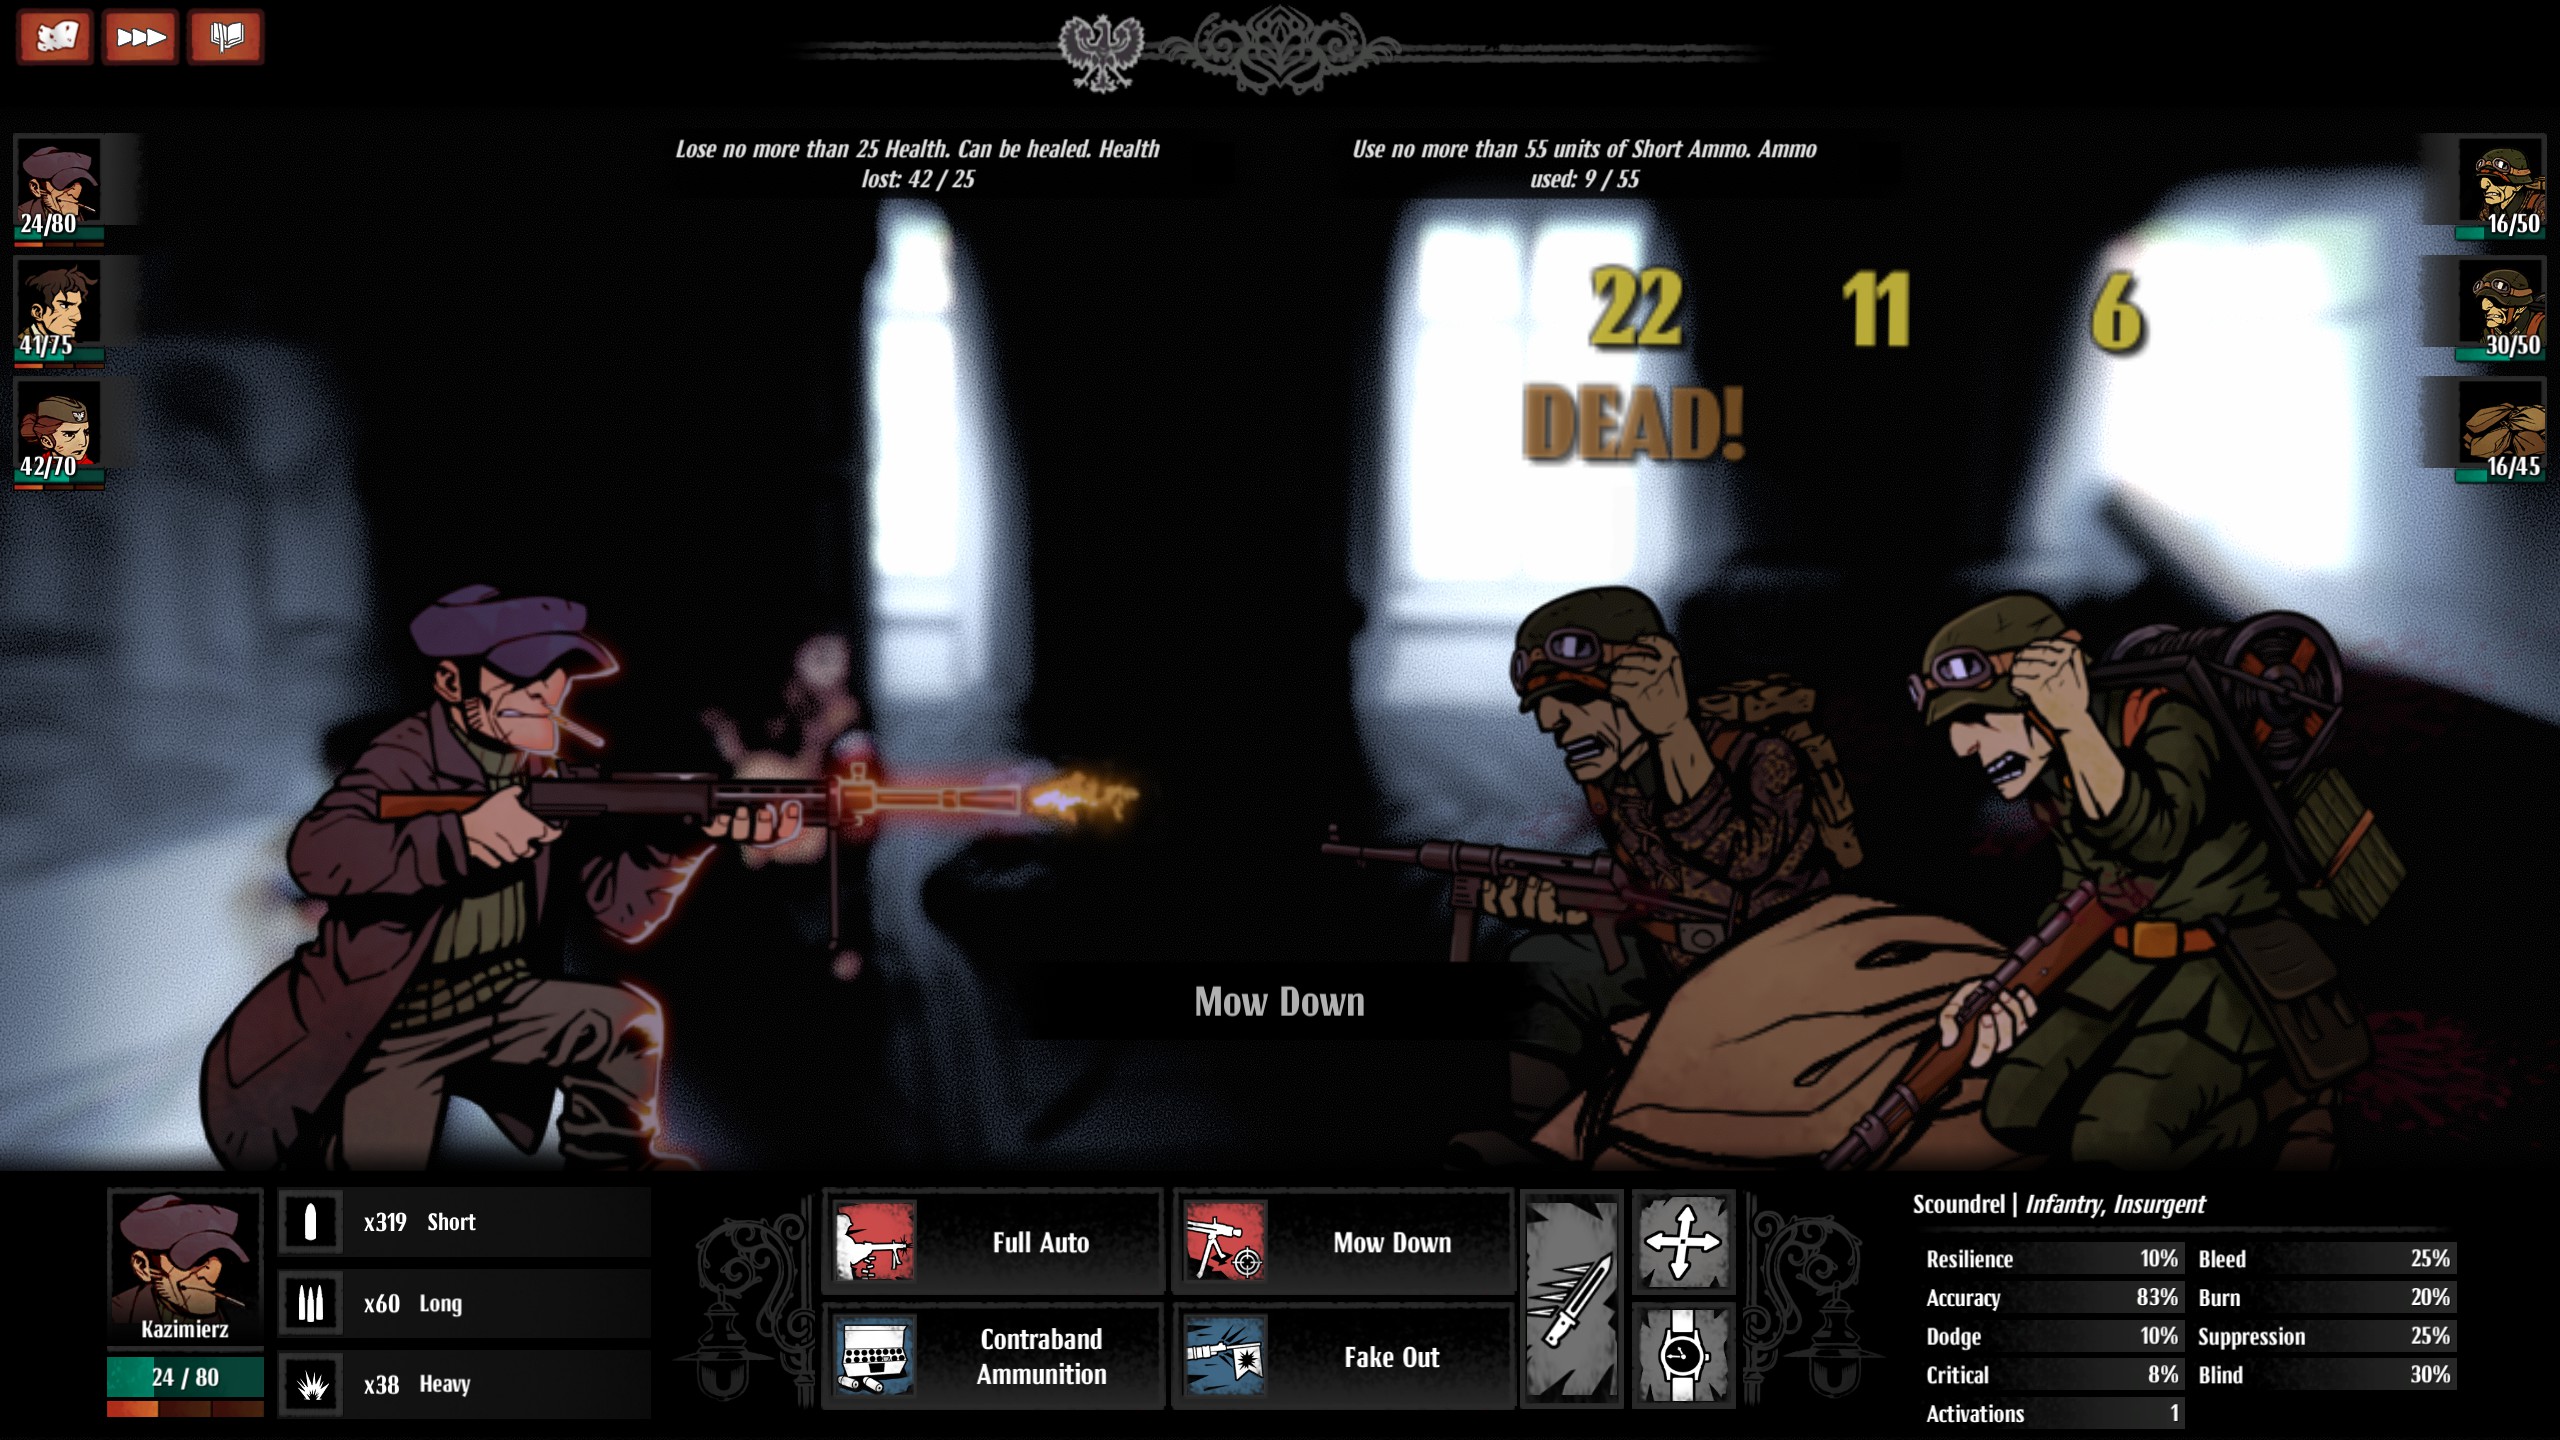 Lose no more than 25 Health. Can be healed. Health
lost: 42 / 25
Use no more than 55 units of Short Ammo. Ammo
used: 9 / 55
24/80
41/75
42/70
16/50
30/50
16/45
22
11
6
DEAD!
Mow Down
Kazimierz
24 / 80
x319 Short
x60 Long
x38 Heavy
Full Auto
Mow Down
Contraband
Ammunition
Fake Out
Scoundrel | Infantry, Insurgent
Resilience 10%
Bleed 25%
Accuracy 83%
Burn 20%
Dodge 10%
Suppression 25%
Critical 8%
Blind 30%
Activations 1